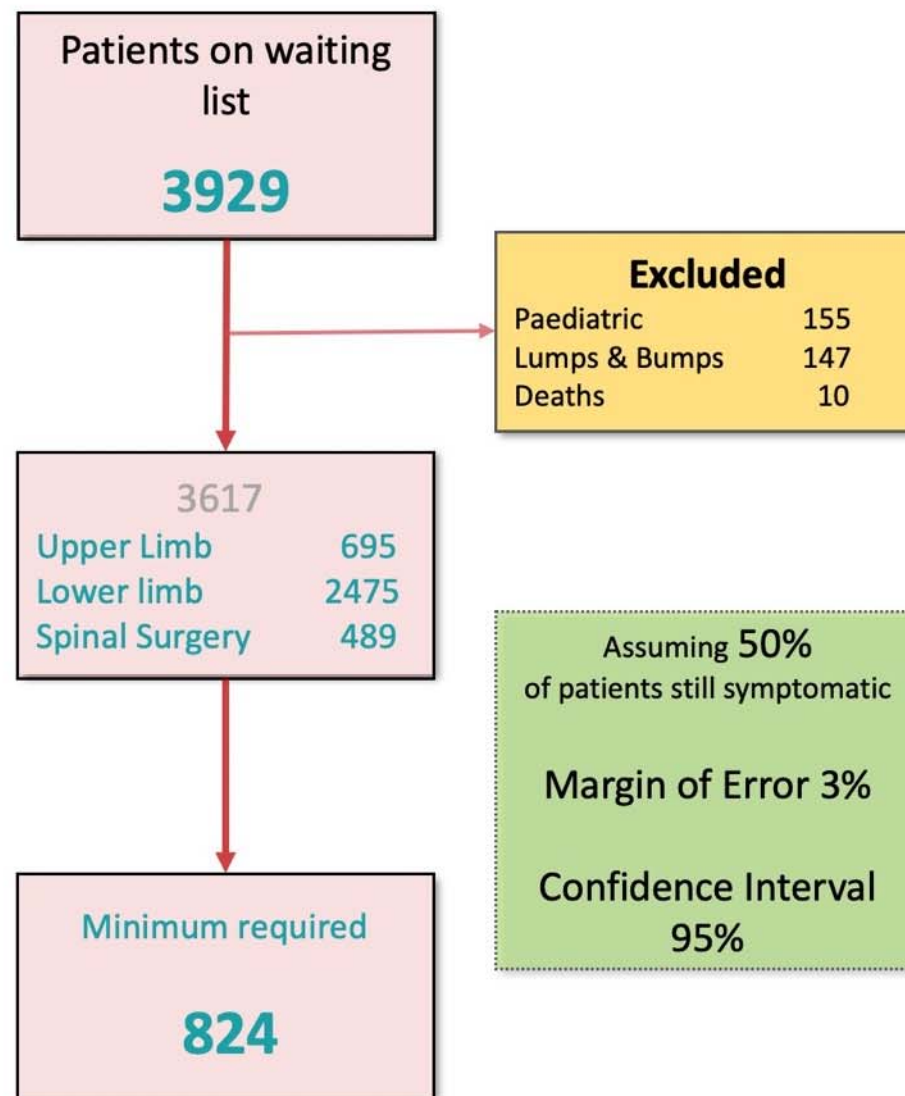 Patients on waiting
list
3929
Excluded
Paediatric 155
Lumps & Bumps 147
Deaths 10
3617
Upper Limb 695
Lower limb 2475
Spinal Surgery 489
Assuming 50%
of patients still symptomatic
Margin of Error 3%
Confidence Interval
95%
Minimum required
824